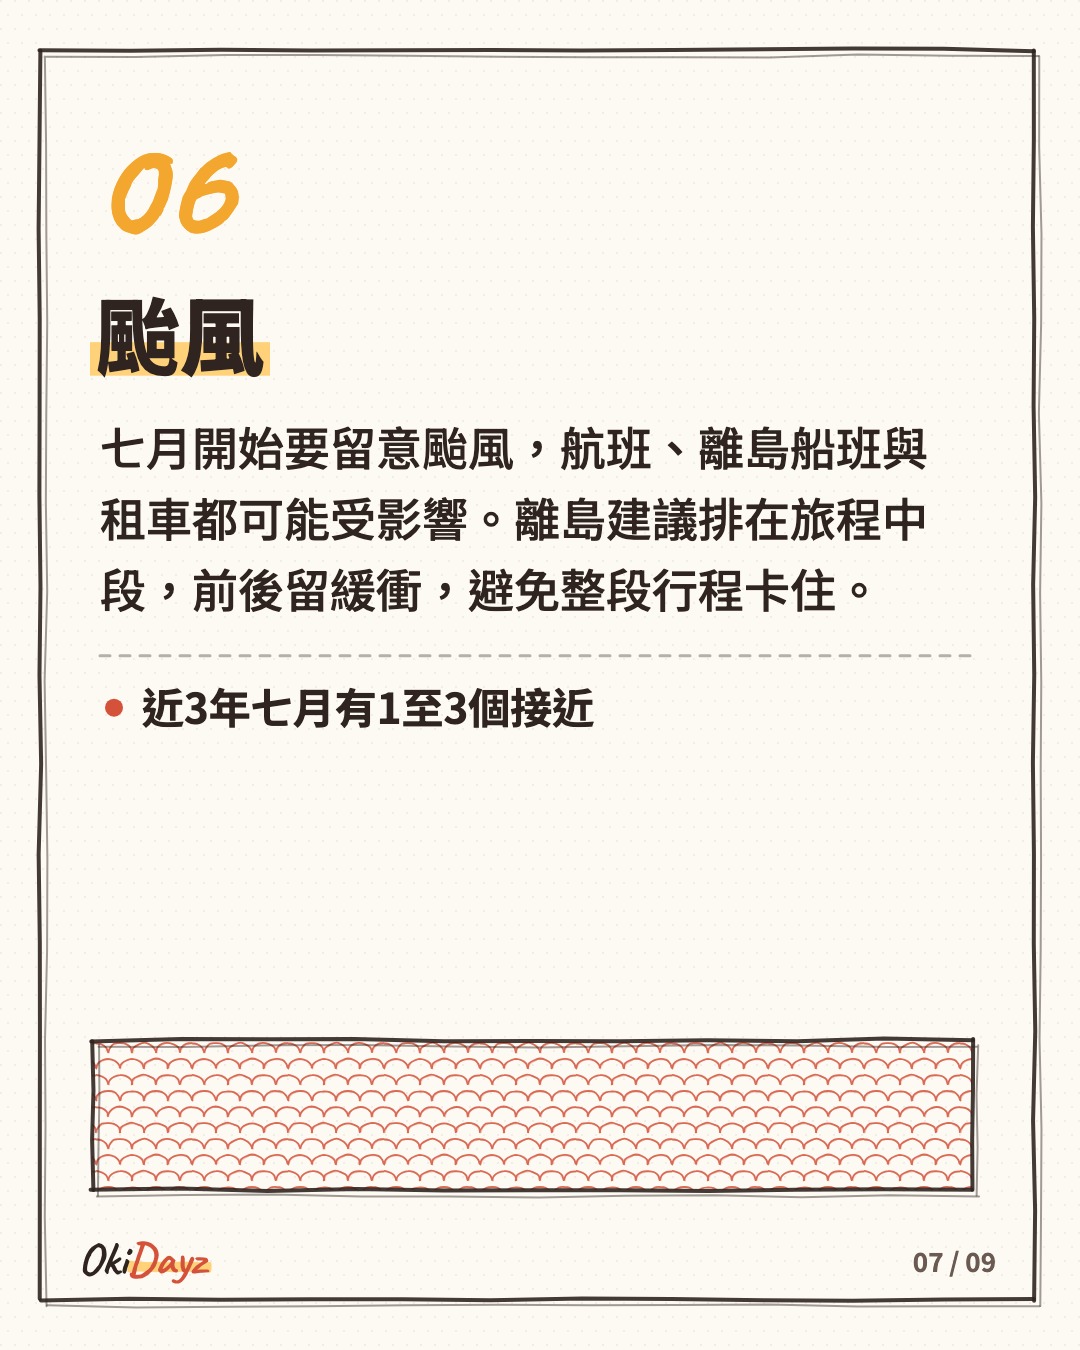 06
颱風
七月開始要留意颱風，航班、離島船班與
租車都可能受影響。離島建議排在旅程中
段，前後留緩衝，避免整段行程卡住。
近3年七月有1至3個接近
OkiDayz
07 / 09